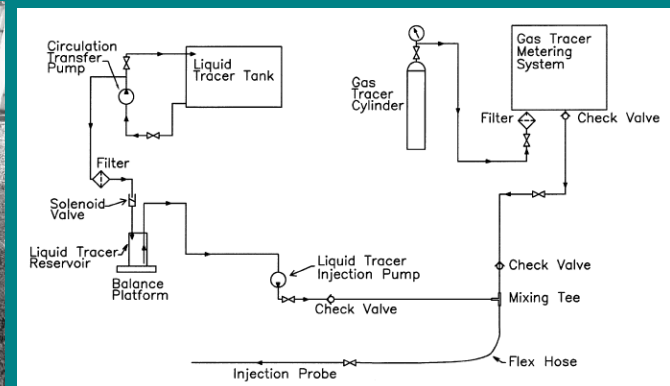 Circulation
Transfer
Pump
Liquid
Tracer Tank
Gas
Tracer
Cylinder
Gas Tracer
Metering
System
Filter
Check Valve
Filter
Solenoid
Valve
Liquid Tracer
Reservoir
Balance
Platform
Liquid Tracer
Injection Pump
Check Valve
Check Valve
Mixing Tee
Flex Hose
Injection Probe